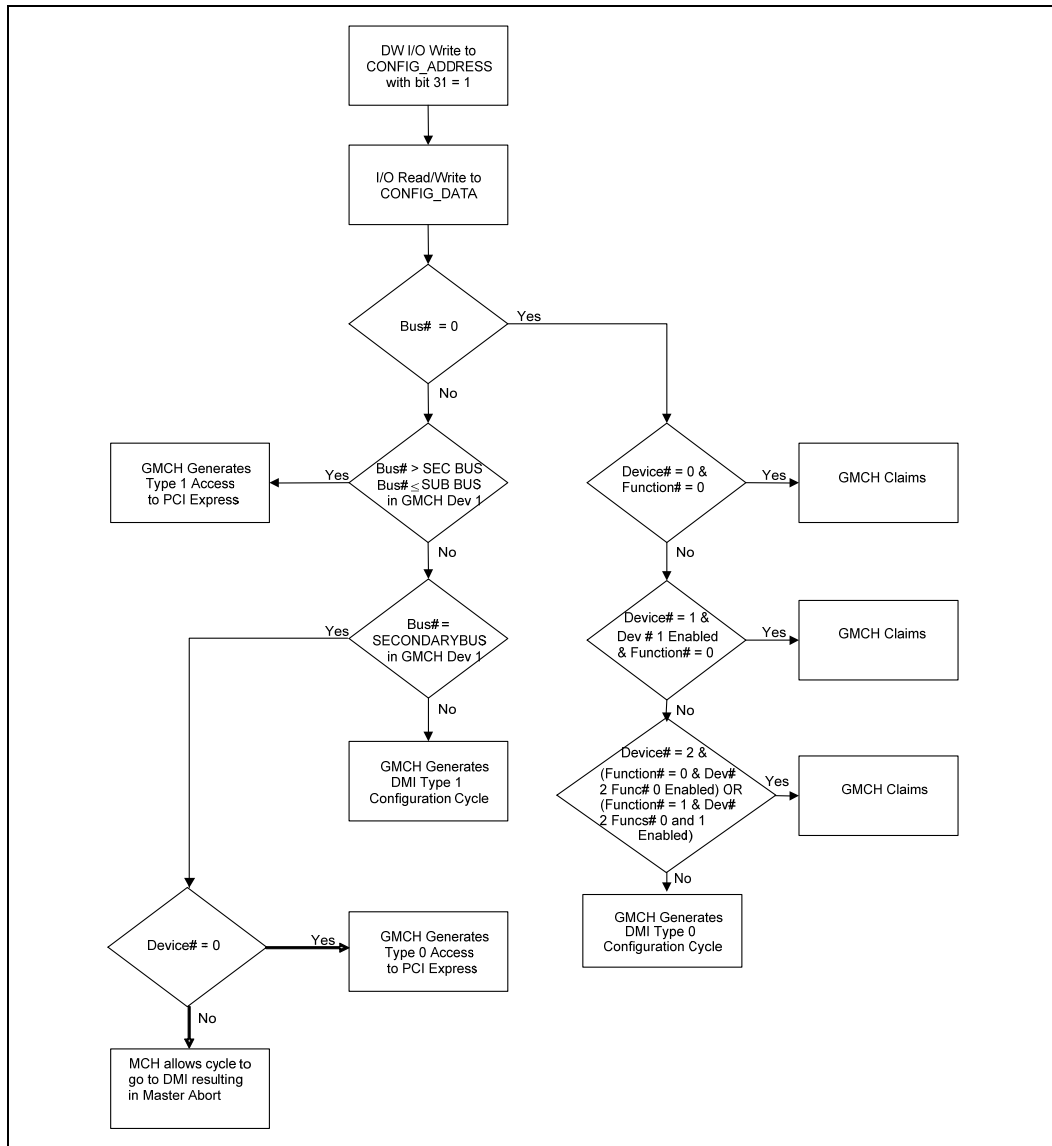 DW I/O Write to
CONFIG_ADDRESS
with bit 31 = 1
I/O Read/Write to
CONFIG_DATA
Bus# = 0
Yes
No
Bus# > SEC BUS
Bus# ≤ SUB BUS
in GMCH Dev 1
Yes
GMCH Generates
Type 1 Access
to PCI Express
No
Device# = 0 &
Function# = 0
Yes
GMCH Claims
No
Bus# =
SECONDARYBUS
in GMCH Dev 1
Yes
No
Device# = 1 &
Dev # 1 Enabled
& Function# = 0
Yes
GMCH Claims
No
GMCH Generates
DMI Type 1
Configuration Cycle
Device# = 2 &
(Function# = 0 & Dev#
2 Func# 0 Enabled) OR
(Function# = 1 & Dev#
2 Funcs# 0 and 1
Enabled)
Yes
GMCH Claims
No
GMCH Generates
DMI Type 0
Configuration Cycle
Device# = 0
Yes
GMCH Generates
Type 0 Access
to PCI Express
No
MCH allows cycle to
go to DMI resulting
in Master Abort